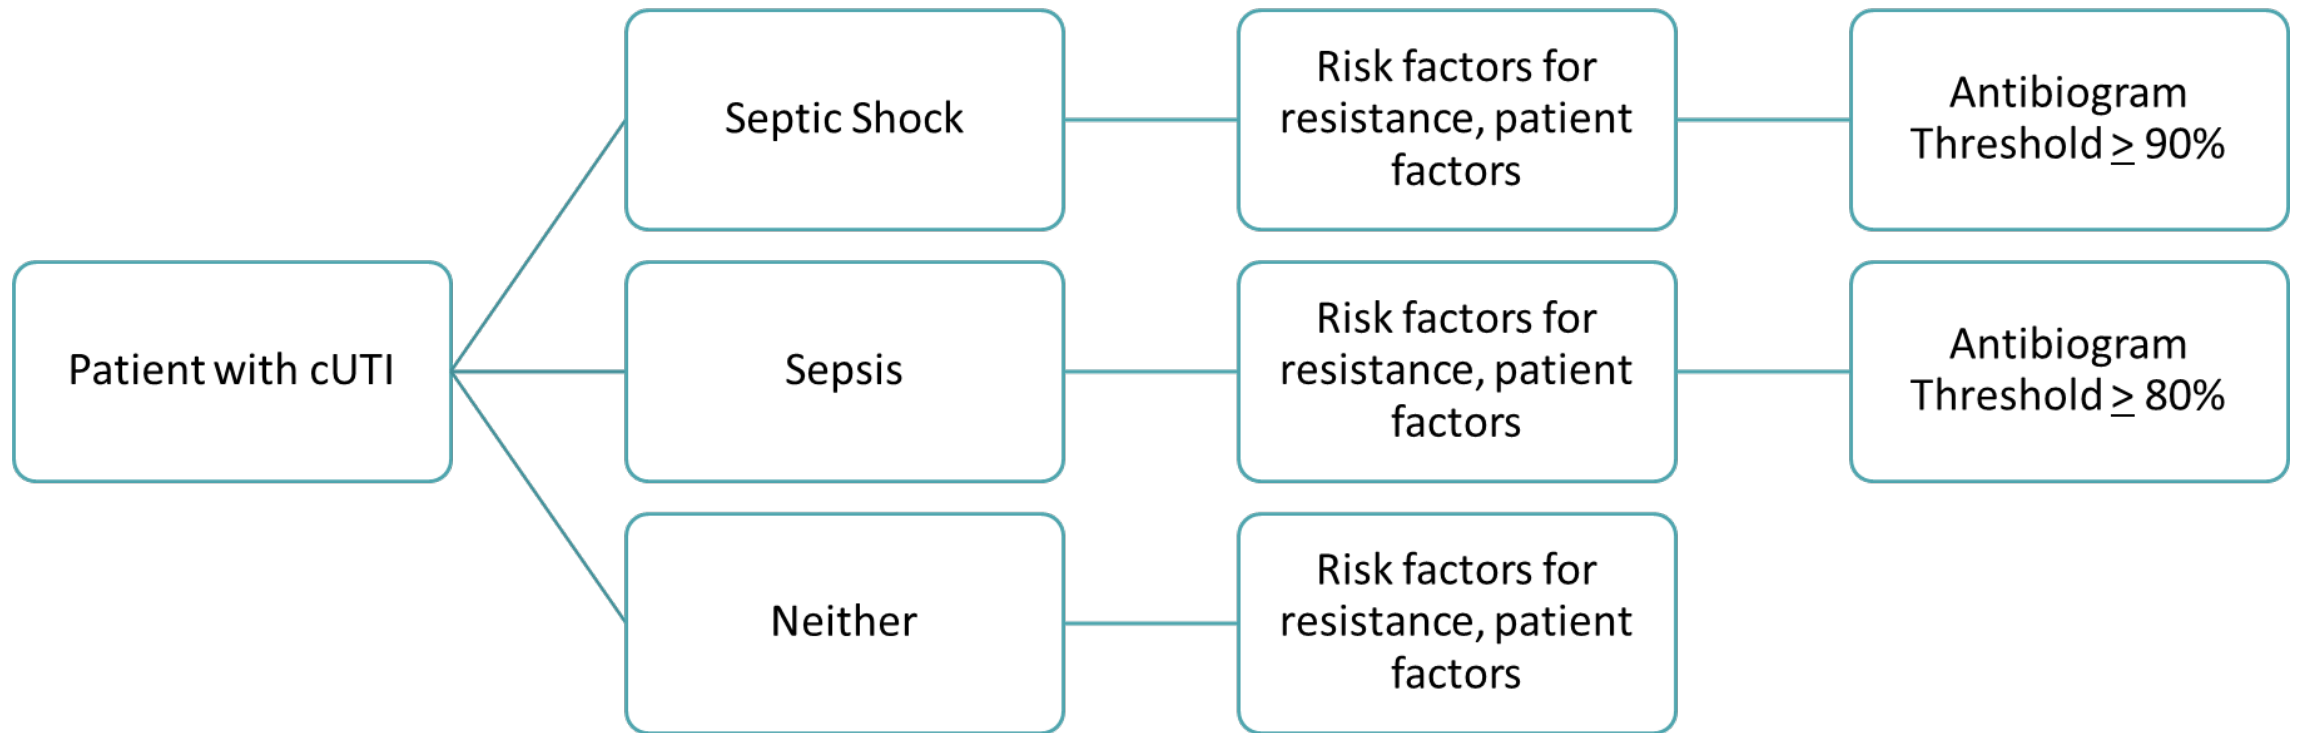 Patient with cUTI
Septic Shock
Risk factors for
resistance, patient
factors
Antibiogram
Threshold ≥ 90%
Sepsis
Risk factors for
resistance, patient
factors
Antibiogram
Threshold ≥ 80%
Neither
Risk factors for
resistance, patient
factors